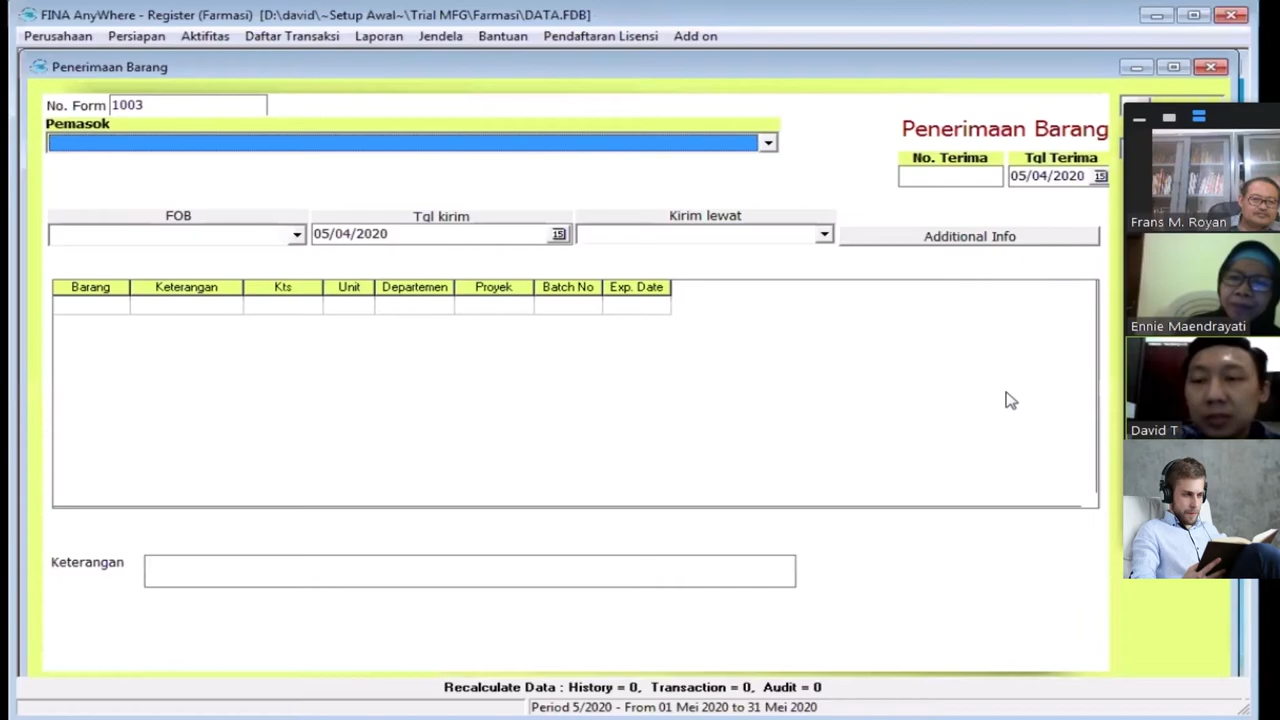 FINA AnyWhere - Register (Farmasi) [D:\david\~Setup Awal~\Trial MFG\Farmasi\DATA.FDB]
Perusahaan Persiapan Aktifitas Daftar Transaksi Laporan Jendela Bantuan Pendaftaran Lisensi Add on
Penerimaan Barang
No. Form 1003
Pemasok
Penerimaan Barang
No. Terima Tgl Terima
05/04/2020 15
FOB Tgl kirim Kirim lewat
05/04/2020 15
Additional Info
Barang Keterangan Kts Unit Departemen Proyek Batch No Exp. Date
Keterangan
Frans M. Royan
Ennie Maendrayati
David T
Recalculate Data : History = 0, Transaction = 0, Audit = 0
Period 5/2020 - From 01 Mei 2020 to 31 Mei 2020